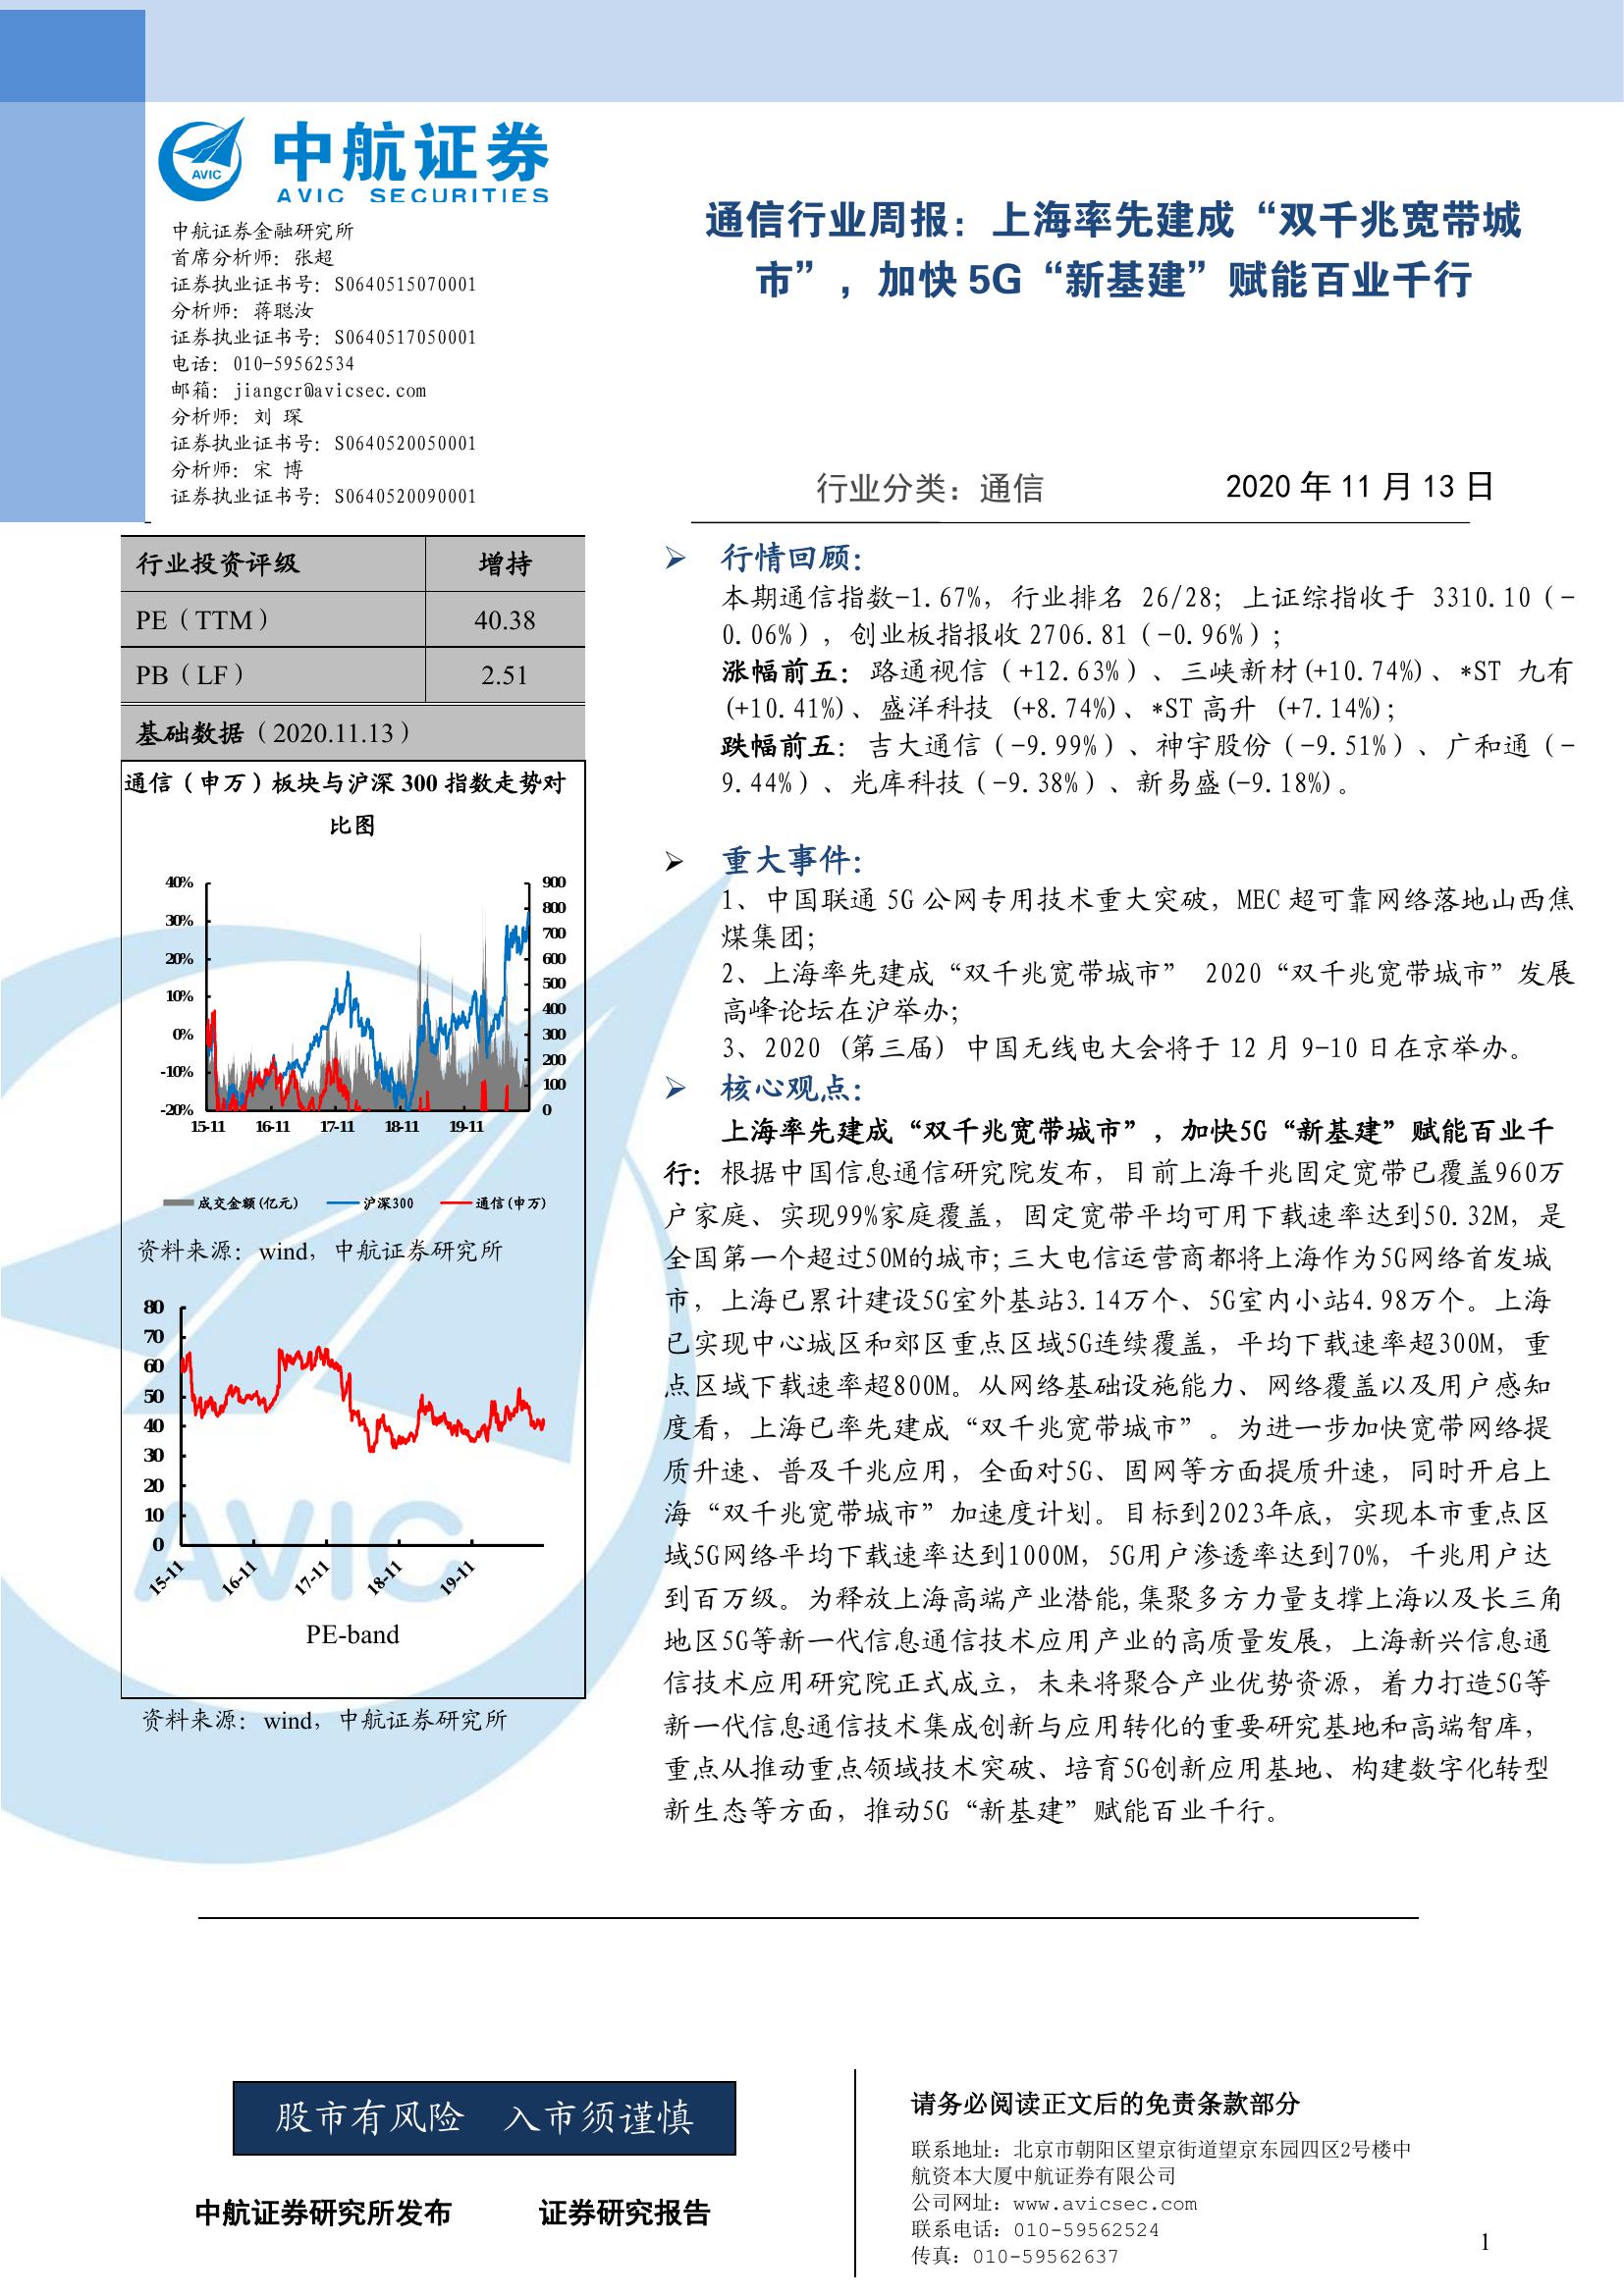 AVIC
中航证券
AVIC SECURITIES
中航证券金融研究所
首席分析师：张超
证券执业证书号：S0640515070001
分析师：蒋聪汝
证券执业证书号：S0640517050001
电话：010-59562534
邮箱：jiangcr@avicsec.com
分析师：刘 琛
证券执业证书号：S0640520050001
分析师：宋 博
证券执业证书号：S0640520090001
通信行业周报：上海率先建成“双千兆宽带城
市”，加快 5G“新基建”赋能百业千行
行业分类：通信
2020 年 11 月 13 日
行业投资评级 增持
PE（TTM） 40.38
PB（LF） 2.51
基础数据（2020.11.13）
通信（申万）板块与沪深 300 指数走势对
比图
40%
30%
20%
10%
0%
-10%
-20%
900
800
700
600
500
400
300
200
100
0
15-11 16-11 17-11 18-11 19-11
成交金额(亿元) 沪深300 通信(申万)
资料来源：wind，中航证券研究所
80
70
60
50
40
30
20
10
0
15-11 16-11 17-11 18-11 19-11
PE-band
资料来源：wind，中航证券研究所
AVIC
行情回顾：
本期通信指数-1.67%，行业排名 26/28；上证综指收于 3310.10（-
0.06%），创业板指报收 2706.81（-0.96%）；
涨幅前五：路通视信（+12.63%）、三峡新材(+10.74%)、*ST 九有
(+10.41%)、盛洋科技 (+8.74%)、*ST 高升 (+7.14%)；
跌幅前五：吉大通信（-9.99%）、神宇股份（-9.51%）、广和通（-
9.44%）、光库科技（-9.38%）、新易盛(-9.18%)。
重大事件：
1、中国联通 5G 公网专用技术重大突破，MEC 超可靠网络落地山西焦
煤集团；
2、上海率先建成“双千兆宽带城市” 2020“双千兆宽带城市”发展
高峰论坛在沪举办；
3、2020 (第三届) 中国无线电大会将于 12 月 9-10 日在京举办。
核心观点：
上海率先建成“双千兆宽带城市”，加快5G“新基建”赋能百业千
行：根据中国信息通信研究院发布，目前上海千兆固定宽带已覆盖960万
户家庭、实现99%家庭覆盖，固定宽带平均可用下载速率达到50.32M，是
全国第一个超过50M的城市;三大电信运营商都将上海作为5G网络首发城
市，上海已累计建设5G室外基站3.14万个、5G室内小站4.98万个。上海
已实现中心城区和郊区重点区域5G连续覆盖，平均下载速率超300M，重
点区域下载速率超800M。从网络基础设施能力、网络覆盖以及用户感知
度看，上海已率先建成“双千兆宽带城市”。为进一步加快宽带网络提
质升速、普及千兆应用，全面对5G、固网等方面提质升速，同时开启上
海“双千兆宽带城市”加速度计划。目标到2023年底，实现本市重点区
域5G网络平均下载速率达到1000M，5G用户渗透率达到70%，千兆用户达
到百万级。为释放上海高端产业潜能,集聚多方力量支撑上海以及长三角
地区5G等新一代信息通信技术应用产业的高质量发展，上海新兴信息通
信技术应用研究院正式成立，未来将聚合产业优势资源，着力打造5G等
新一代信息通信技术集成创新与应用转化的重要研究基地和高端智库，
重点从推动重点领域技术突破、培育5G创新应用基地、构建数字化转型
新生态等方面，推动5G“新基建”赋能百业千行。
股市有风险 入市须谨慎
中航证券研究所发布 证券研究报告
请务必阅读正文后的免责条款部分
联系地址：北京市朝阳区望京街道望京东园四区2号楼中
航资本大厦中航证券有限公司
公司网址：www.avicsec.com
联系电话：010-59562524
传真：010-59562637
1